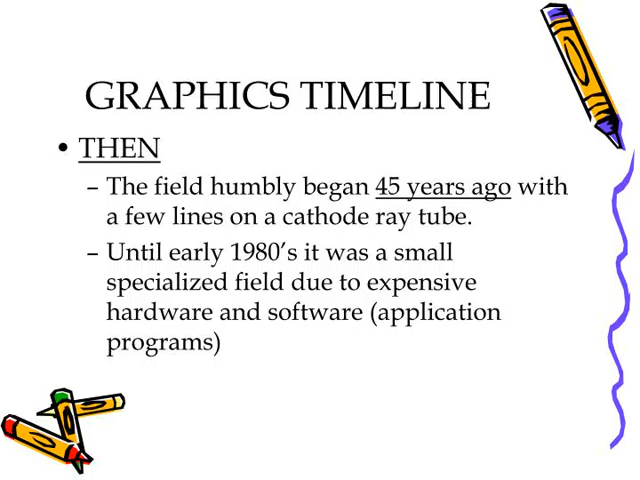 GRAPHICS TIMELINE
• THEN
– The field humbly began 45 years ago with
a few lines on a cathode ray tube.
– Until early 1980’s it was a small
specialized field due to expensive
hardware and software (application
programs)